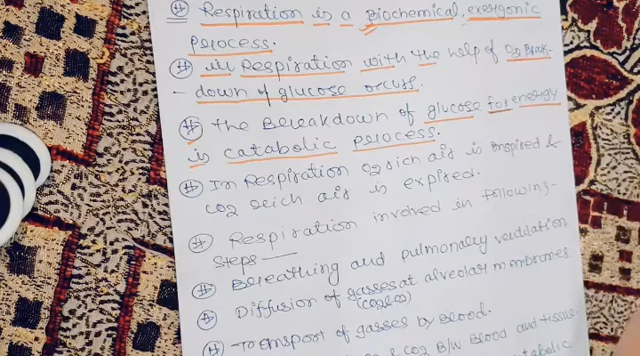 # Respiration is a Biochemical, exergonic
process.
# in Respiration with the help of O2 Break
- down of glucose occurs.
# the Breakdown of glucose for energy
is catabolic process.
# In Respiration O2 rich air is inspired &
CO2 rich air is expired.
# Respiration involved in following-
steps —
# Breathing and pulmonary ventilation
# Diffusion of gasses at alveolar membranes
# Transport of gasses by Blood.
& CO2 B/W Blood and tissue